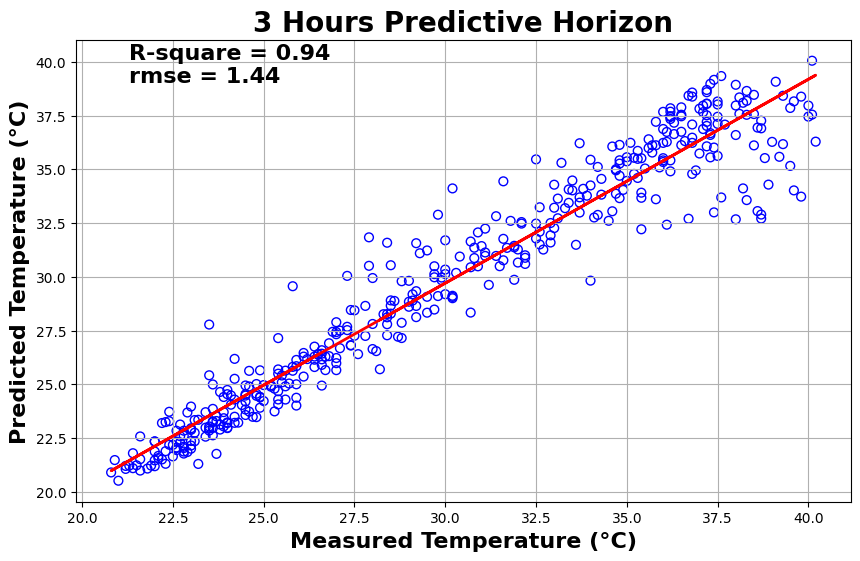 3 Hours Predictive Horizon
R-square = 0.94
rmse = 1.44
Predicted Temperature (°C)
40.0
37.5
35.0
32.5
30.0
27.5
25.0
22.5
20.0
20.0 22.5 25.0 27.5 30.0 32.5 35.0 37.5 40.0
Measured Temperature (°C)